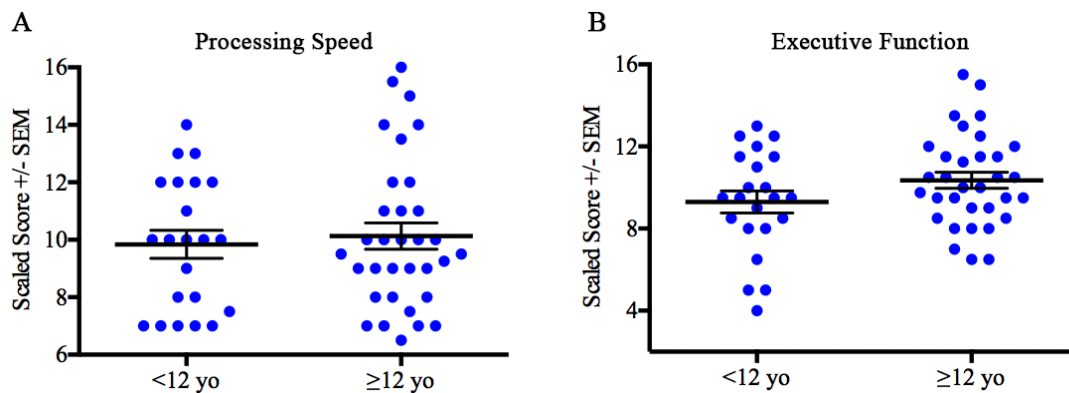 A
Processing Speed
Scaled Score +/- SEM
16
14
12
10
8
6
<12 yo
≥12 yo
B
Executive Function
Scaled Score +/- SEM
16
12
8
4
<12 yo
≥12 yo